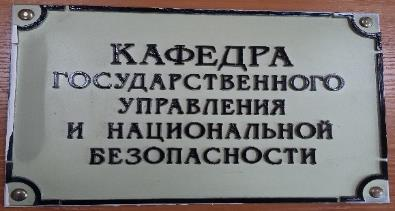 КАФЕДРА
ГОСУДАРСТВЕННОГО
УПРАВЛЕНИЯ
И НАЦИОНАЛЬНОЙ
БЕЗОПАСНОСТИ